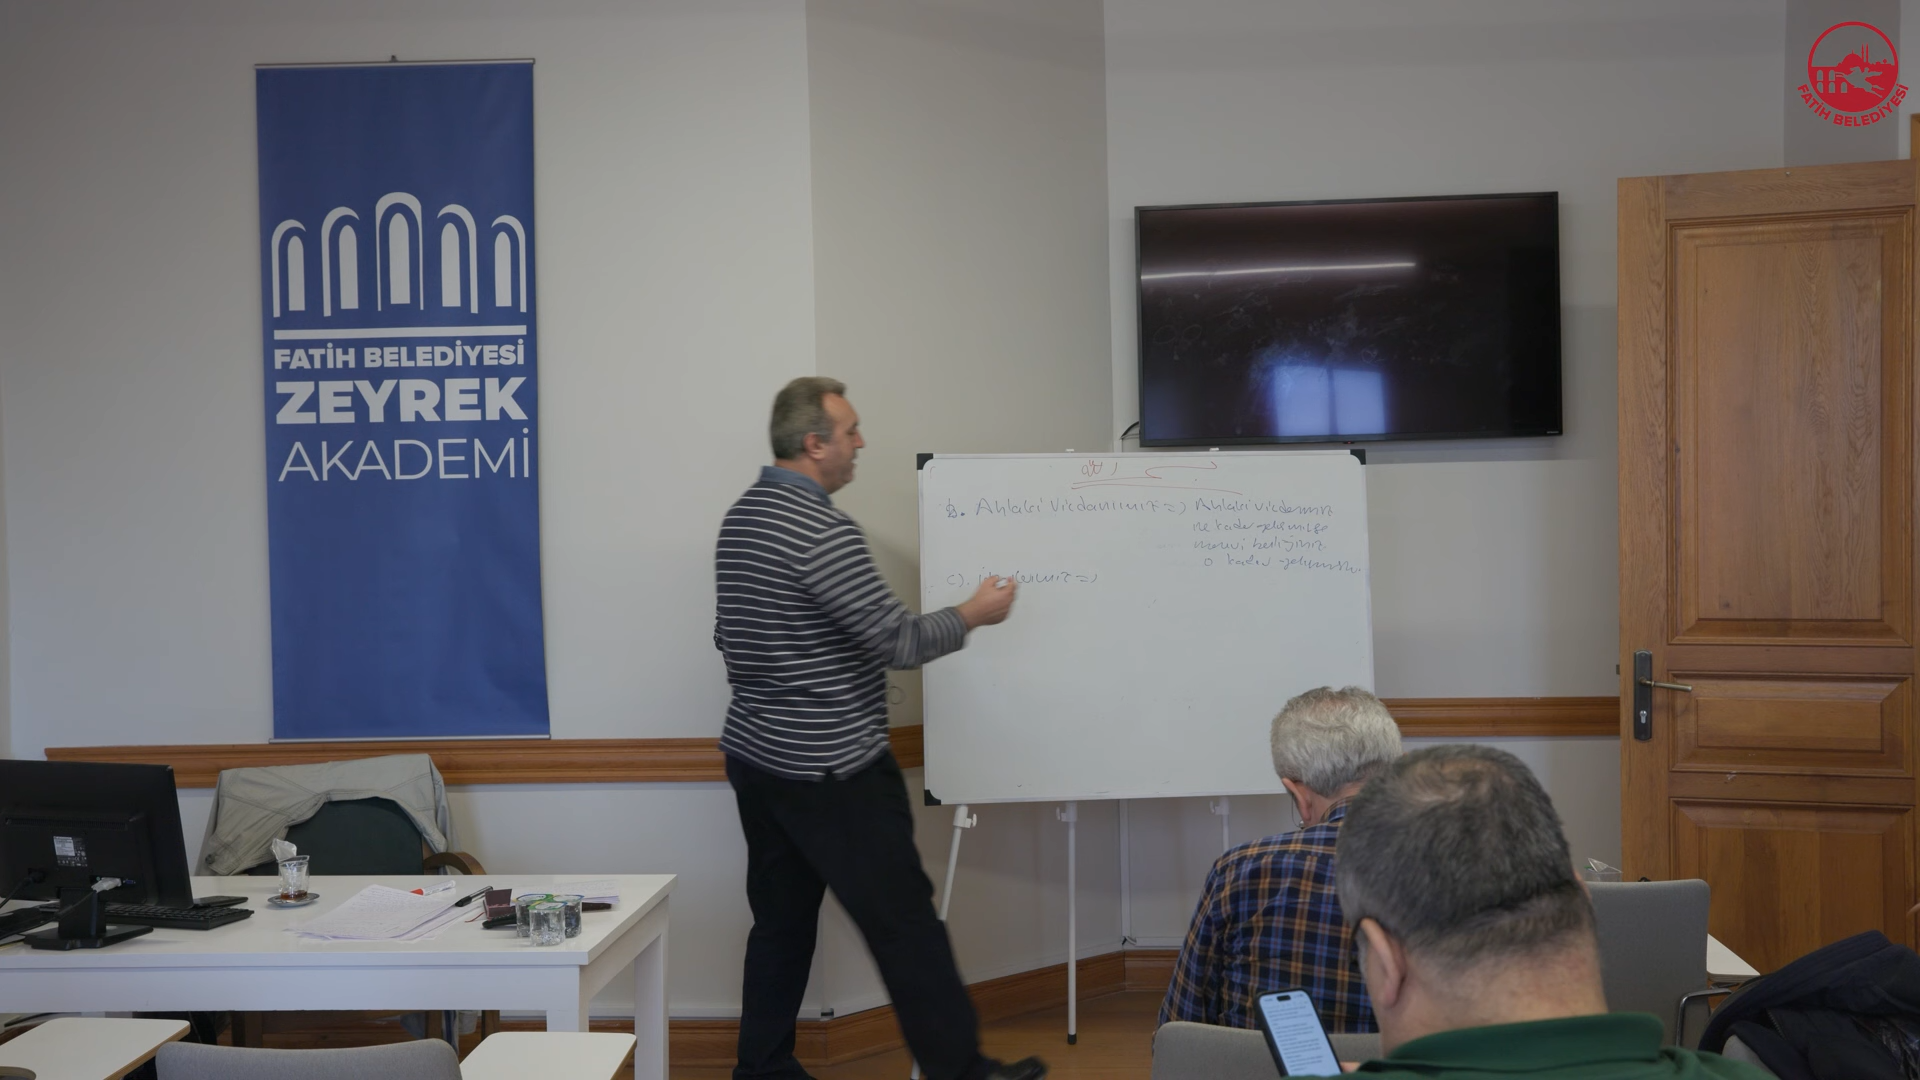 FATİH BELEDİYESİ
ZEYREK
AKADEMİ
B. Ahlaki Vicdanımız => Ahlaki vicdanımız
ne kadar gelişmişse
manevi benliğimiz
o kadar gelişmiştir
C).
FATİH BELEDİYESİ